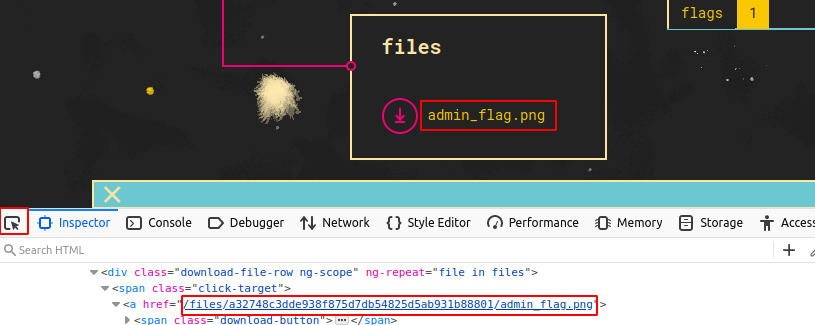 flags 1
files
admin_flag.png
Inspector Console Debugger Network Style Editor Performance Memory Storage Access
Search HTML
<div class="download-file-row ng-scope" ng-repeat="file in files">
<span class="click-target">
<a href="/files/a32748c3dde938f875d7db54825d5ab931b88801/admin_flag.png">
<span class="download-button"> ⋯ </span>